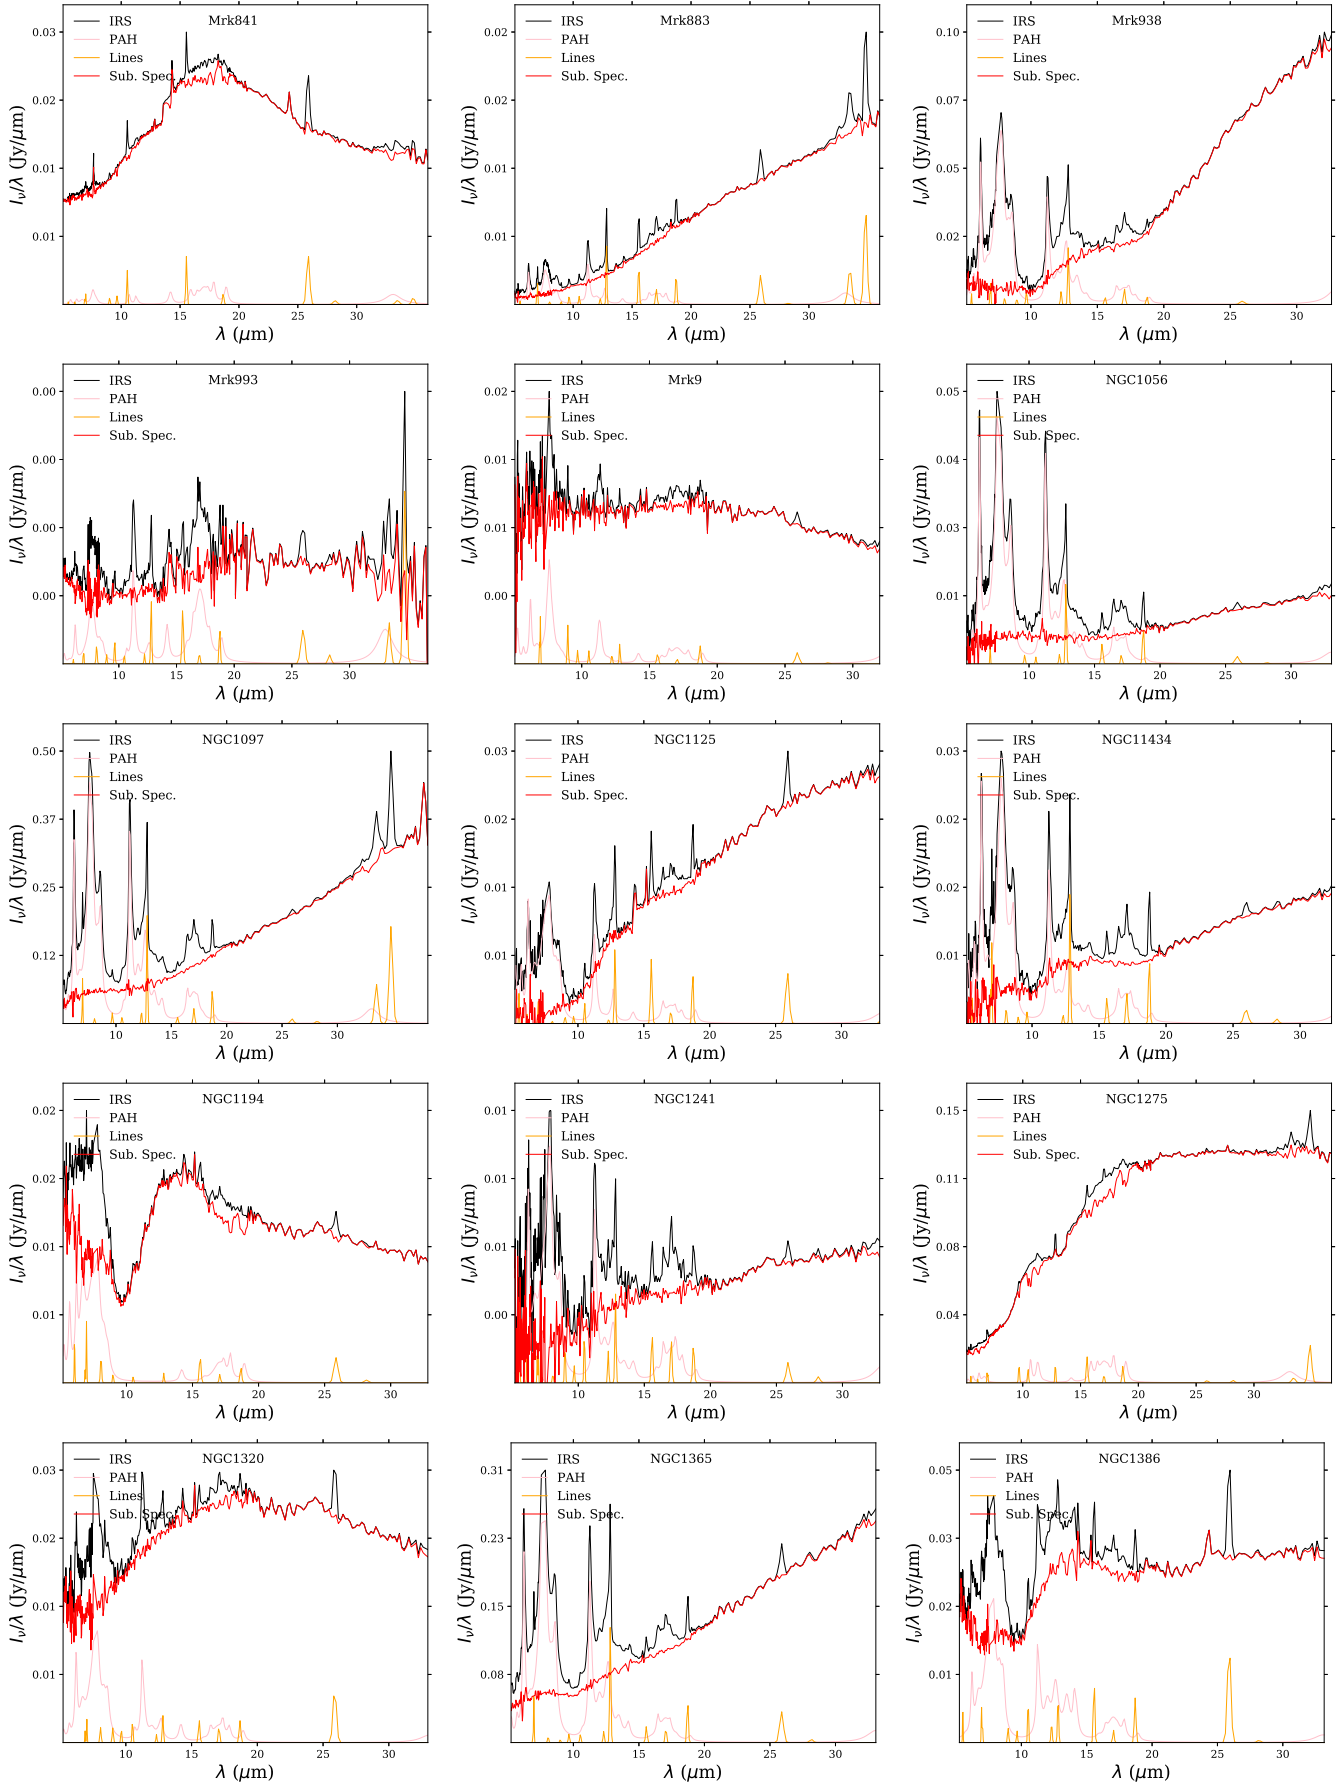 Mrk841
IRS
PAH
Lines
Sub. Spec.
0.03
0.02
0.01
0.01
Iν/λ (Jy/μm)
10 15 20 25 30
λ (μm)
Mrk883
IRS
PAH
Lines
Sub. Spec.
0.02
0.02
0.01
0.01
Iν/λ (Jy/μm)
10 15 20 25 30
λ (μm)
Mrk938
IRS
PAH
Lines
Sub. Spec.
0.10
0.07
0.05
0.02
Iν/λ (Jy/μm)
10 15 20 25 30
λ (μm)
Mrk993
IRS
PAH
Lines
Sub. Spec.
0.00
0.00
0.00
0.00
Iν/λ (Jy/μm)
10 15 20 25 30
λ (μm)
Mrk9
IRS
PAH
Lines
Sub. Spec.
0.02
0.01
0.01
0.00
Iν/λ (Jy/μm)
10 15 20 25 30
λ (μm)
NGC1056
IRS
PAH
Lines
Sub. Spec.
0.05
0.04
0.03
0.01
Iν/λ (Jy/μm)
10 15 20 25 30
λ (μm)
NGC1097
IRS
PAH
Lines
Sub. Spec.
0.50
0.37
0.25
0.12
Iν/λ (Jy/μm)
10 15 20 25 30
λ (μm)
NGC1125
IRS
PAH
Lines
Sub. Spec.
0.03
0.02
0.01
0.01
Iν/λ (Jy/μm)
10 15 20 25 30
λ (μm)
NGC11434
IRS
PAH
Lines
Sub. Spec.
0.03
0.02
0.02
0.01
Iν/λ (Jy/μm)
10 15 20 25 30
λ (μm)
NGC1194
IRS
PAH
Lines
Sub. Spec.
0.02
0.02
0.01
0.01
Iν/λ (Jy/μm)
10 15 20 25 30
λ (μm)
NGC1241
IRS
PAH
Lines
Sub. Spec.
0.01
0.01
0.01
0.00
Iν/λ (Jy/μm)
10 15 20 25 30
λ (μm)
NGC1275
IRS
PAH
Lines
Sub. Spec.
0.15
0.11
0.08
0.04
Iν/λ (Jy/μm)
10 15 20 25 30
λ (μm)
NGC1320
IRS
PAH
Lines
Sub. Spec.
0.03
0.02
0.01
0.01
Iν/λ (Jy/μm)
10 15 20 25 30
λ (μm)
NGC1365
IRS
PAH
Lines
Sub. Spec.
0.31
0.23
0.15
0.08
Iν/λ (Jy/μm)
10 15 20 25 30
λ (μm)
NGC1386
IRS
PAH
Lines
Sub. Spec.
0.05
0.03
0.02
0.01
Iν/λ (Jy/μm)
10 15 20 25 30
λ (μm)